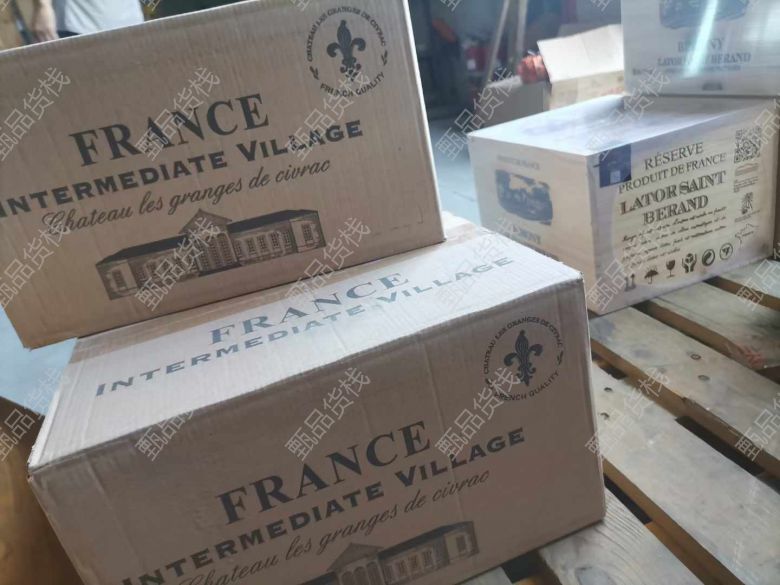 FRANCE
INTERMEDIATE VILLAGE
Chateau les granges de civrac
CHATEAU LES GRANGES DE CIVRAC
FRENCH QUALITY
FRANCE
INTERMEDIATE VILLAGE
CHATEAU LES GRANGES DE CIVRAC
FRENCH QUALITY
FRANCE
INTERMEDIATE VILLAGE
Chateau les granges de civrac
LATOR SAINT BERAND
RÉSERVE
PRODUIT DE FRANCE
LATOR SAINT
BERAND
甄品货栈